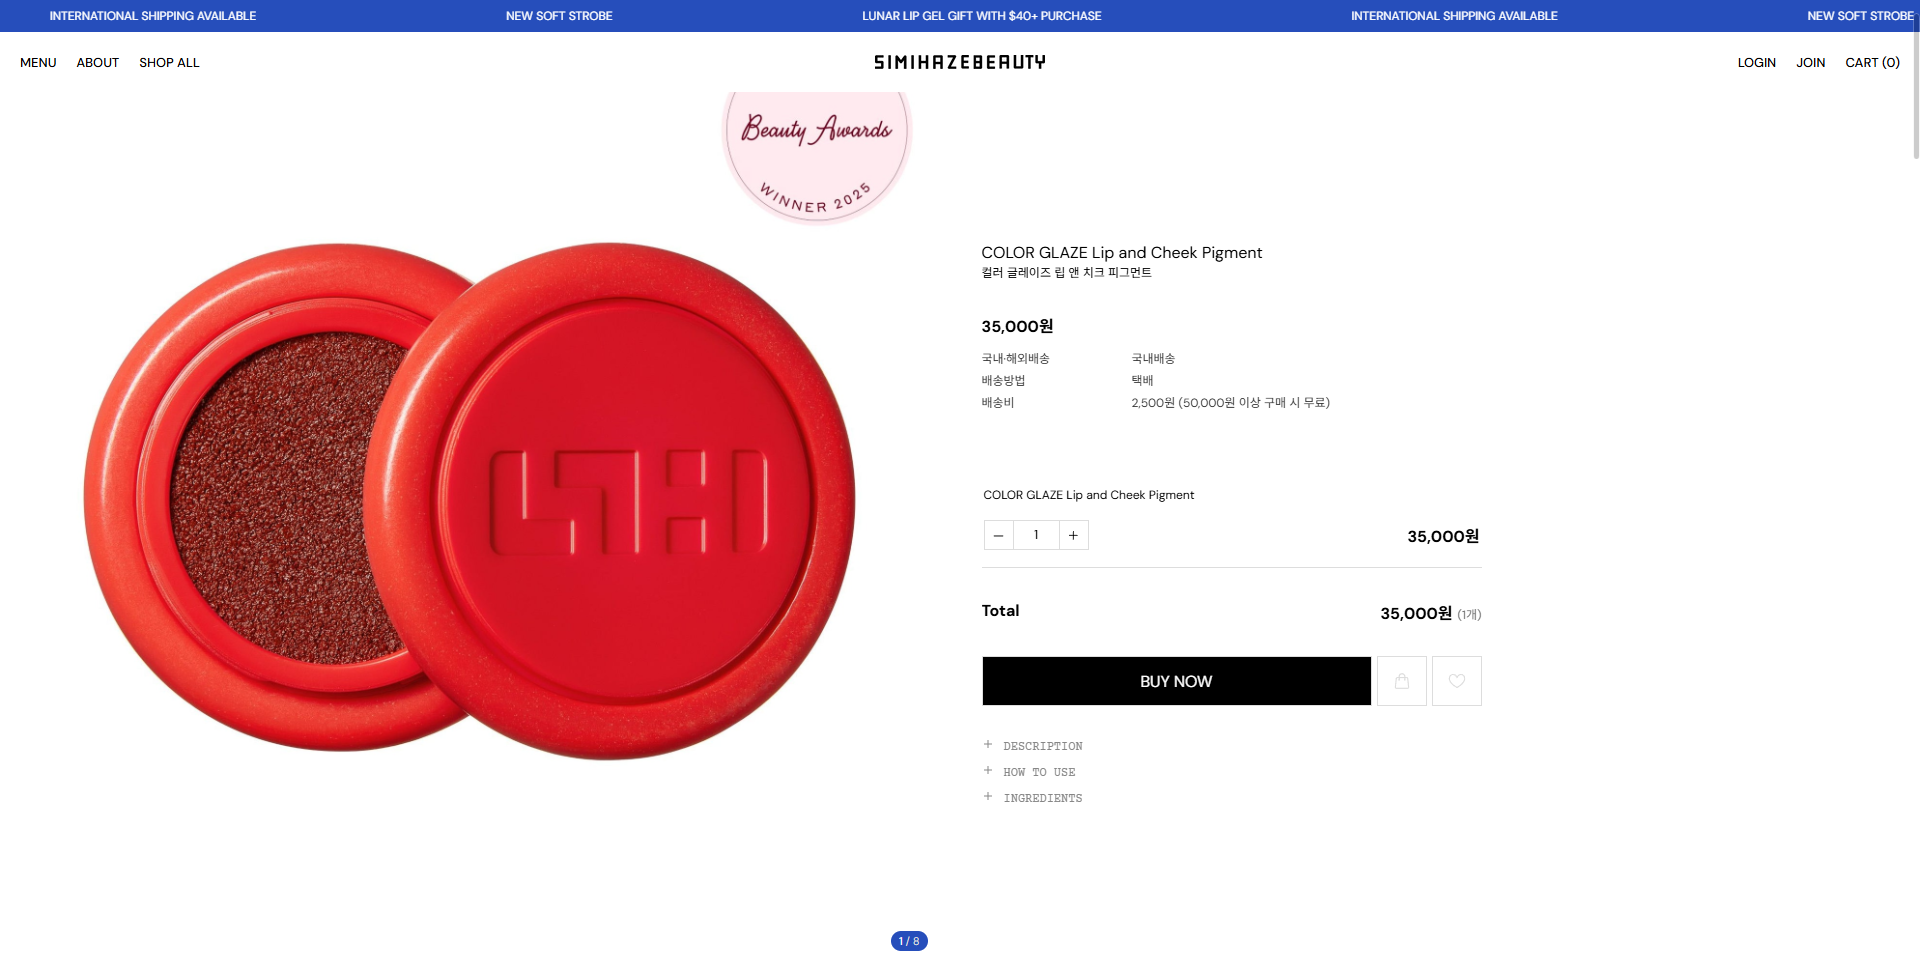 INTERNATIONAL SHIPPING AVAILABLE
NEW SOFT STROBE
LUNAR LIP GEL GIFT WITH $40+ PURCHASE
INTERNATIONAL SHIPPING AVAILABLE
NEW SOFT STROBE
MENU ABOUT SHOP ALL
SIMIHAZEBEAUTY
LOGIN JOIN CART (0)
Beauty Awards
WINNER 2025
COLOR GLAZE Lip and Cheek Pigment
컬러 글레이즈 립 앤 치크 피그먼트
35,000원
국내·해외배송 국내배송
배송방법 택배
배송비 2,500원 (50,000원 이상 구매 시 무료)
COLOR GLAZE Lip and Cheek Pigment
− 1 + 35,000원
Total 35,000원 (1개)
BUY NOW
+ DESCRIPTION
+ HOW TO USE
+ INGREDIENTS
1 / 8